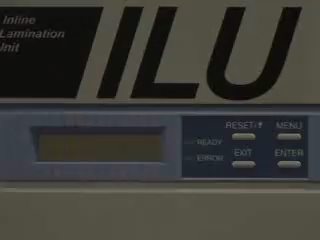 Inline
Lamination
Unit
ILU
RESET/
MENU
READY
ERROR
EXIT
ENTER